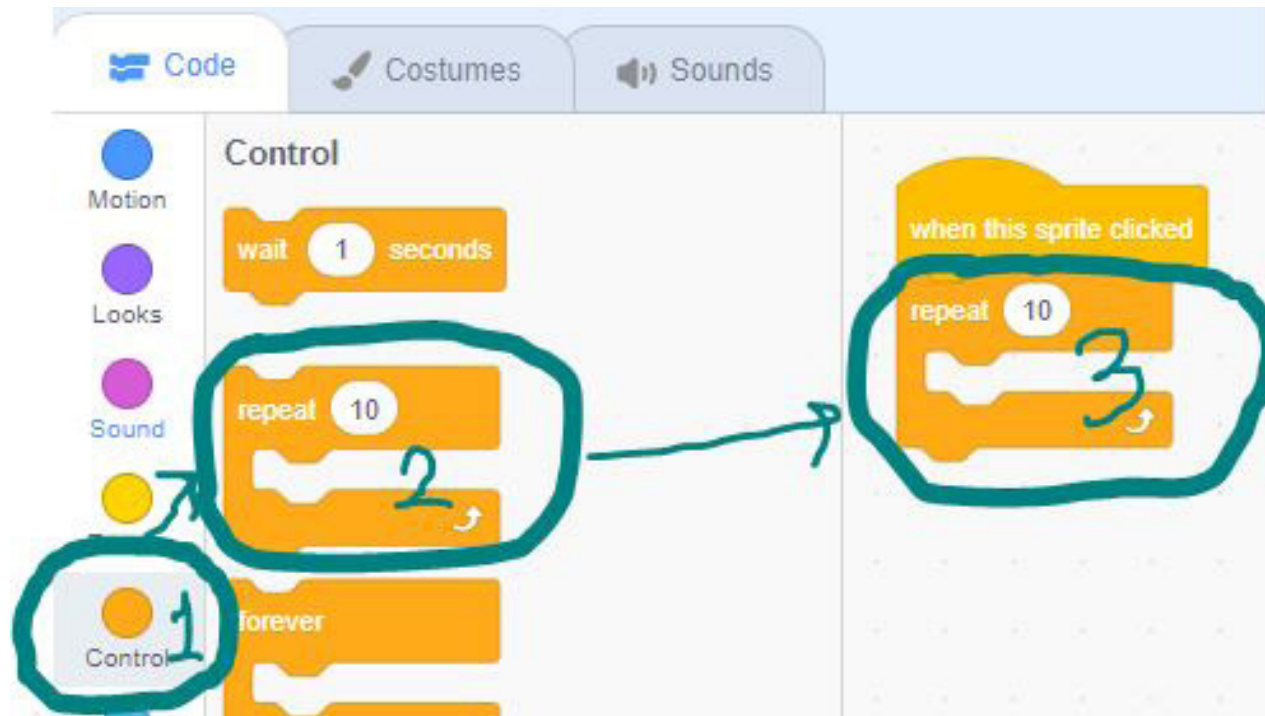 Code
Costumes
Sounds
Motion
Looks
Sound
Control
Control
wait 1 seconds
repeat 10
forever
when this sprite clicked
repeat 10
1
2
3